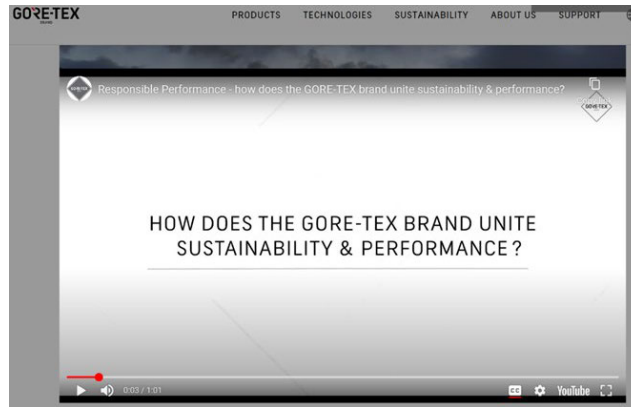 GORE-TEX
PRODUCTS TECHNOLOGIES SUSTAINABILITY ABOUT US SUPPORT
Responsible Performance - how does the GORE-TEX brand unite sustainability & performance?
GORE-TEX
HOW DOES THE GORE-TEX BRAND UNITE
SUSTAINABILITY & PERFORMANCE?
0:03 / 1:01
CC
YouTube